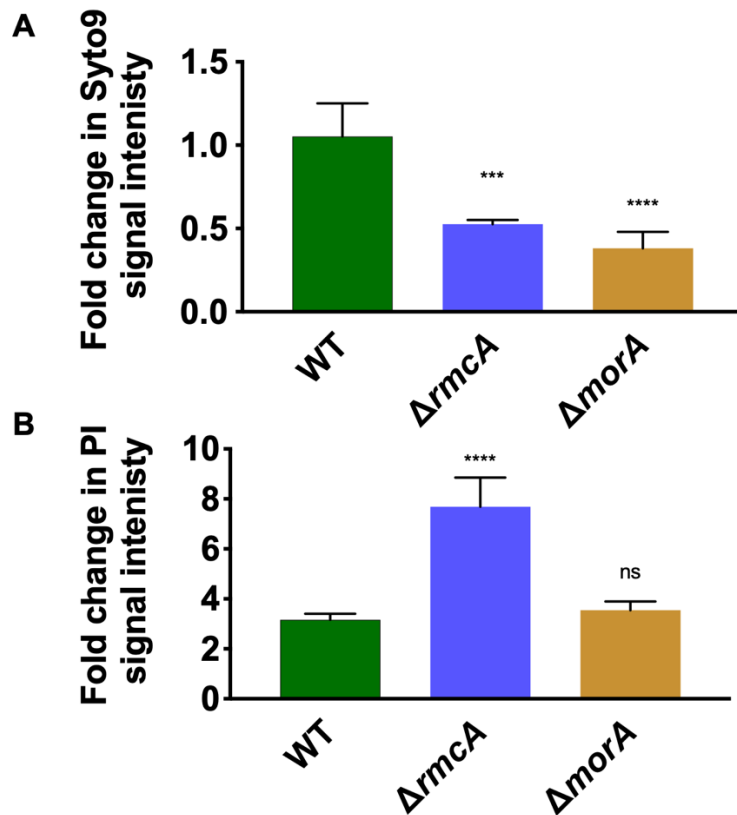 A
Fold change in Syto9
signal intenisty
1.5
1.0
0.5
0.0
***
****
WT
ΔrmcA
ΔmorA
B
Fold change in PI
signal intenisty
10
8
6
4
2
0
****
ns
WT
ΔrmcA
ΔmorA